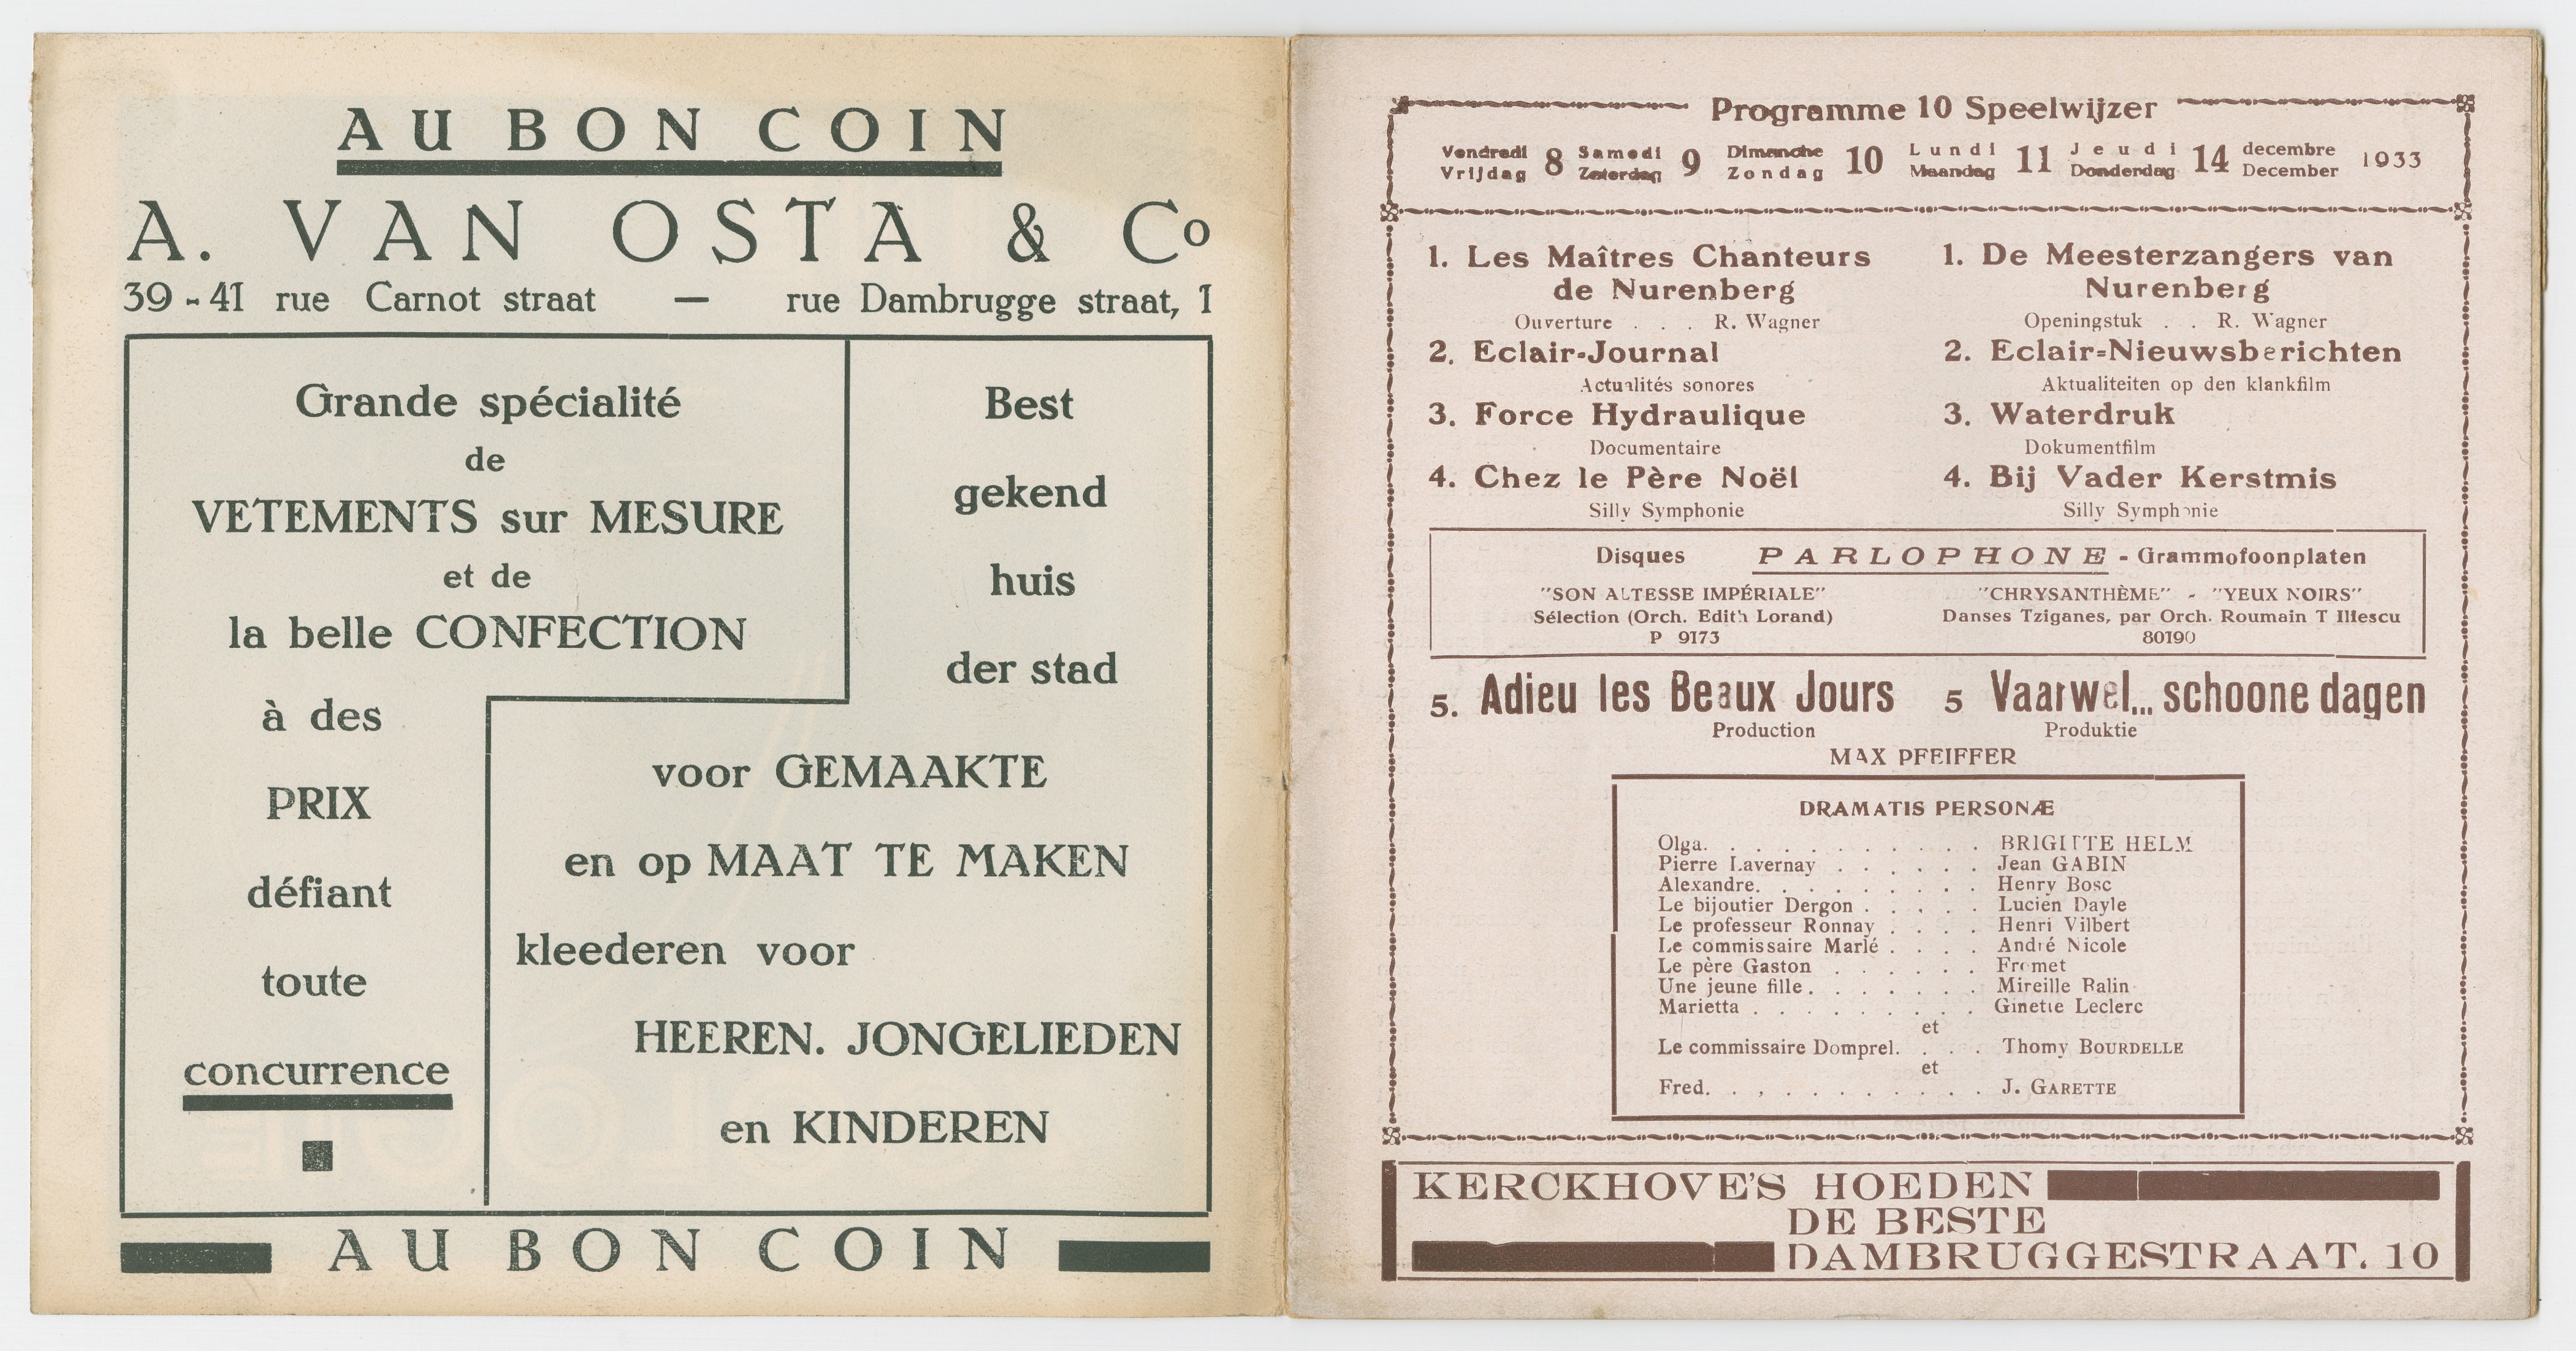 AU BON COIN
A. VAN OSTA & Co
39-41 rue Carnot straat — rue Dambrugge straat, 1
Grande spécialité
de
VETEMENTS sur MESURE
et de
la belle CONFECTION
à des
PRIX
défiant
toute
concurrence
Best
gekend
huis
der stad
voor GEMAAKTE
en op MAAT TE MAKEN
kleederen voor
HEEREN. JONGELIEDEN
en KINDEREN
AU BON COIN
Programme 10 Speelwijzer
Vendredi 8 Samedi 9 Dimanche 10 Lundi 11 Jeudi 14 decembre 1933
Vrijdag Zaterdag Zondag Maandag Donderdag December
1. Les Maîtres Chanteurs
de Nurenberg
Ouverture . . . R. Wagner
2. Eclair-Journal
Actualités sonores
3. Force Hydraulique
Documentaire
4. Chez le Père Noël
Silly Symphonie
1. De Meesterzangers van
Nurenberg
Openingstuk . . R. Wagner
2. Eclair=Nieuwsberichten
Aktualiteiten op den klankfilm
3. Waterdruk
Dokumentfilm
4. Bij Vader Kerstmis
Silly Symphonie
Disques PARLOPHONE - Grammofoonplaten
"SON ALTESSE IMPÉRIALE"
Sélection (Orch. Edith Lorand)
P 9173
"CHRYSANTHÈME" - "YEUX NOIRS"
Danses Tziganes, par Orch. Roumain T Iliescu
80190
5. Adieu les Beaux Jours
Production
5 Vaarwel... schoone dagen
Produktie
MAX PFEIFFER
DRAMATIS PERSONÆ
Olga. . . . . . . . . . . . BRIGITTE HELM
Pierre Lavernay . . . . . . Jean GABIN
Alexandre. . . . . . . . . Henry Bosc
Le bijoutier Dergon . . . . . Lucien Dayle
Le professeur Ronnay . . . . Henri Vilbert
Le commissaire Marlé . . . . André Nicole
Le père Gaston . . . . . . Fromet
Une jeune fille . . . . . . . Mireille Balin
Marietta . . . . . . . . . Ginette Leclerc
et
Le commissaire Domprel. . . . Thomy BOURDELLE
et
Fred. . . . . . . . . . . J. GARETTE
KERCKHOVE'S HOEDEN
DE BESTE
DAMBRUGGESTRAAT. 10